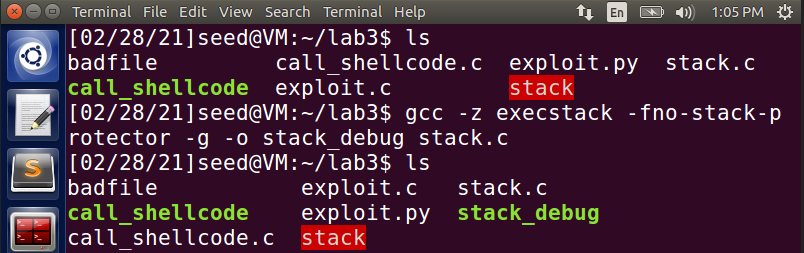 Terminal Terminal File Edit View Search Terminal Help En 1:05 PM
[02/28/21]seed@VM:~/lab3$ ls
badfile call_shellcode.c exploit.py stack.c
call_shellcode exploit.c stack
[02/28/21]seed@VM:~/lab3$ gcc -z execstack -fno-stack-p
rotector -g -o stack_debug stack.c
[02/28/21]seed@VM:~/lab3$ ls
badfile exploit.c stack.c
call_shellcode exploit.py stack_debug
call_shellcode.c stack